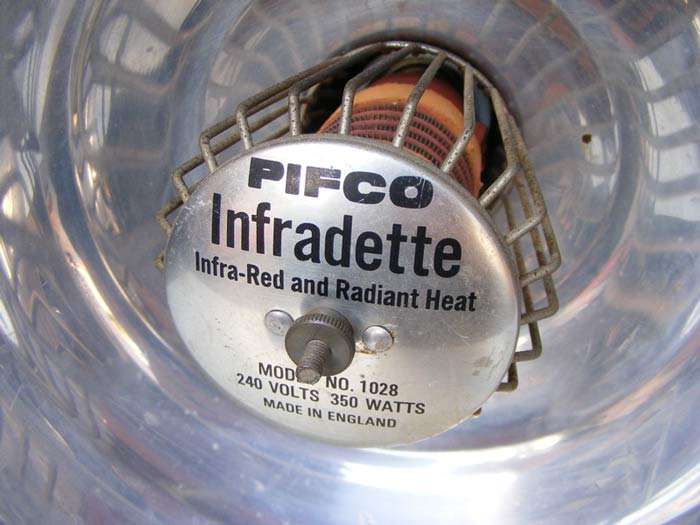 PIFCO
Infradette
Infra-Red and Radiant Heat
MODEL NO. 1028
240 VOLTS 350 WATTS
MADE IN ENGLAND